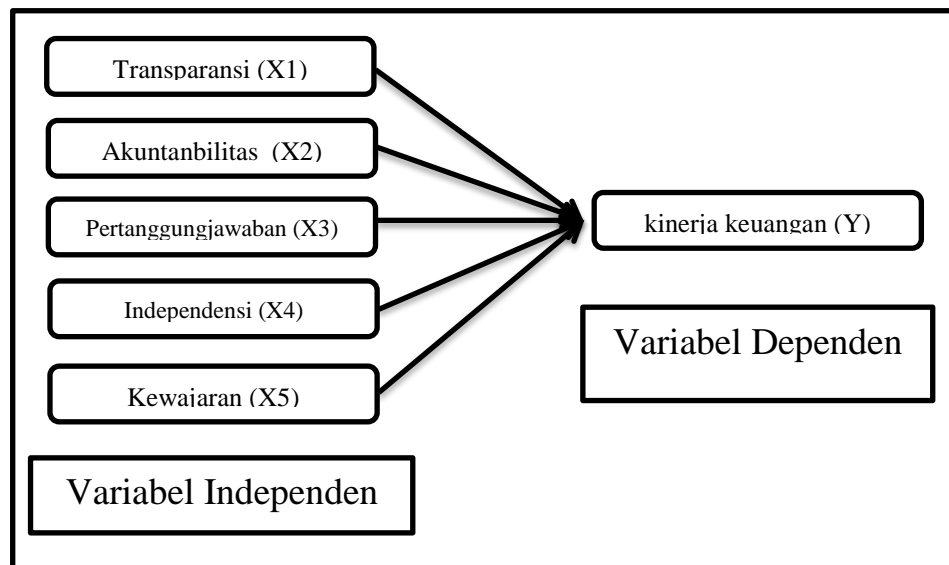 Transparansi (X1)
Akuntanbilitas (X2)
Pertanggungjawaban (X3)
kinerja keuangan (Y)
Independensi (X4)
Variabel Dependen
Kewajaran (X5)
Variabel Independen